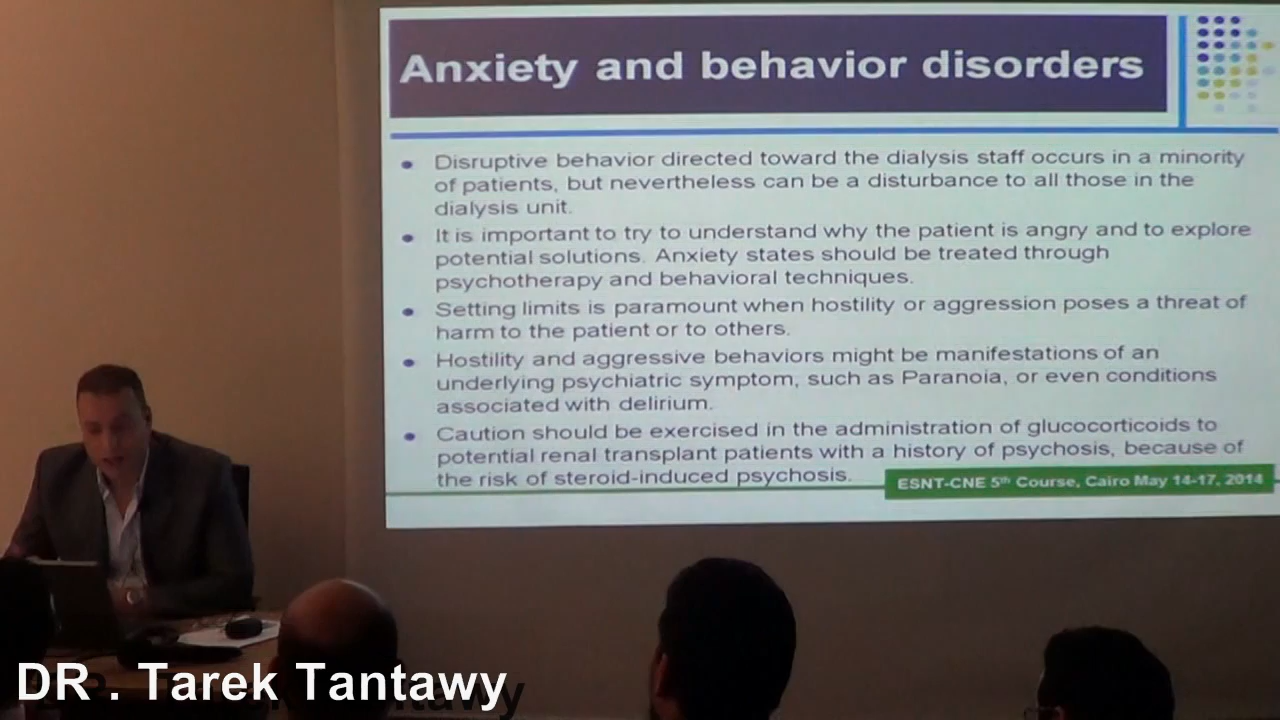 Anxiety and behavior disorders
● Disruptive behavior directed toward the dialysis staff occurs in a minority
of patients, but nevertheless can be a disturbance to all those in the
dialysis unit.
● It is important to try to understand why the patient is angry and to explore
potential solutions. Anxiety states should be treated through
psychotherapy and behavioral techniques.
● Setting limits is paramount when hostility or aggression poses a threat of
harm to the patient or to others.
● Hostility and aggressive behaviors might be manifestations of an
underlying psychiatric symptom, such as Paranoia, or even conditions
associated with delirium.
● Caution should be exercised in the administration of glucocorticoids to
potential renal transplant patients with a history of psychosis, because of
the risk of steroid-induced psychosis.
ESNT-CNE 5th Course, Cairo May 14-17, 2014
DR . Tarek Tantawy